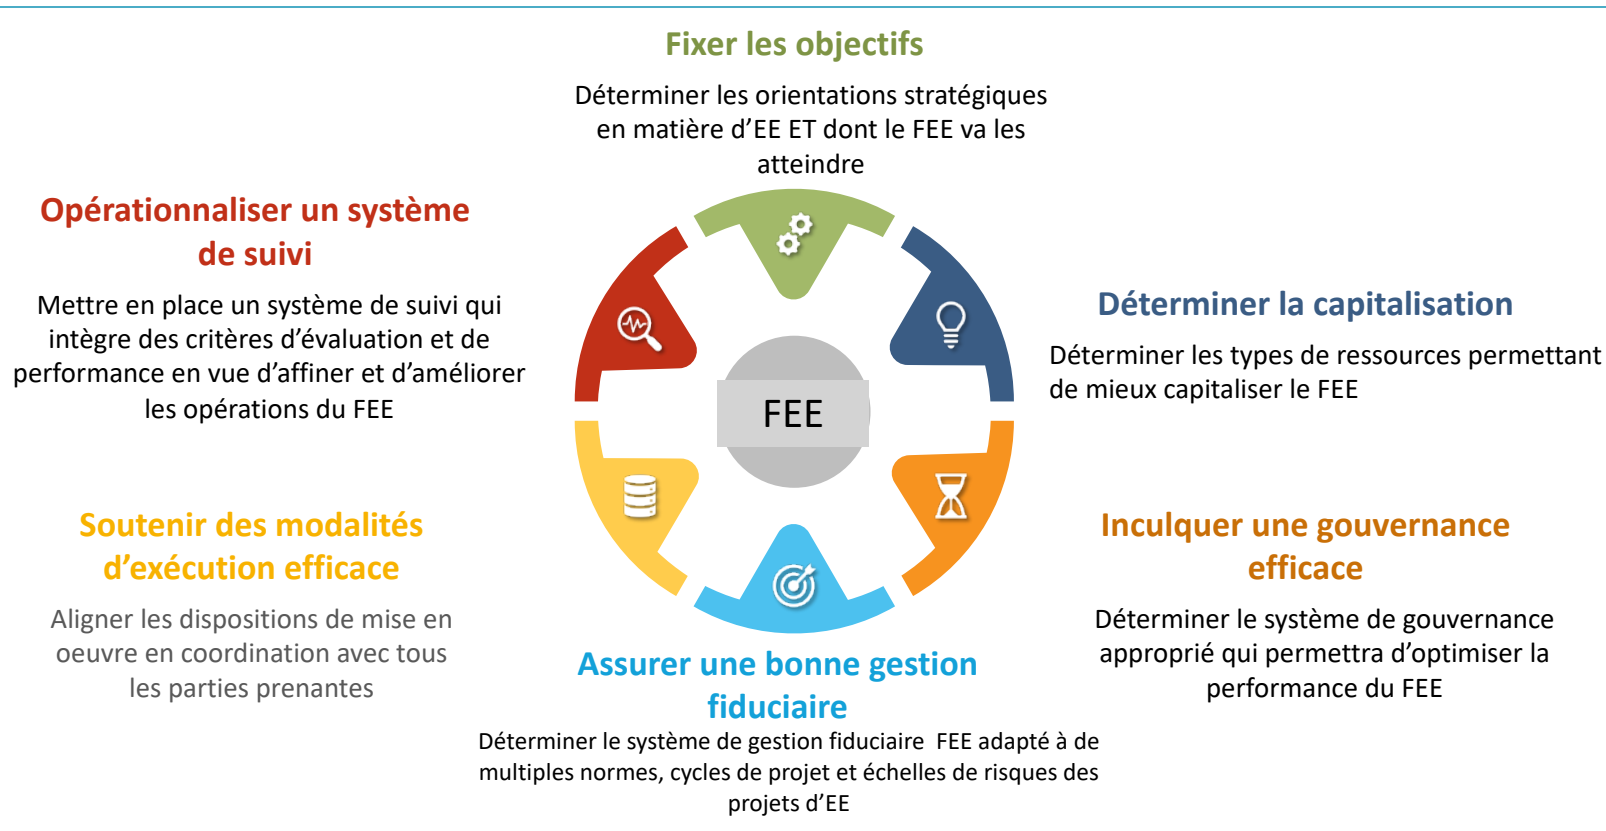 Fixer les objectifs
Déterminer les orientations stratégiques
en matière d’EE ET dont le FEE va les
atteindre
Opérationnaliser un système
de suivi
Mettre en place un système de suivi qui
intègre des critères d’évaluation et de
performance en vue d’affiner et d’améliorer
les opérations du FEE
Déterminer la capitalisation
Déterminer les types de ressources permettant
de mieux capitaliser le FEE
FEE
Soutenir des modalités
d’exécution efficace
Aligner les dispositions de mise en
oeuvre en coordination avec tous
les parties prenantes
Inculquer une gouvernance
efficace
Déterminer le système de gouvernance
approprié qui permettra d’optimiser la
performance du FEE
Assurer une bonne gestion
fiduciaire
Déterminer le système de gestion fiduciaire  FEE adapté à de
multiples normes, cycles de projet et échelles de risques des
projets d’EE